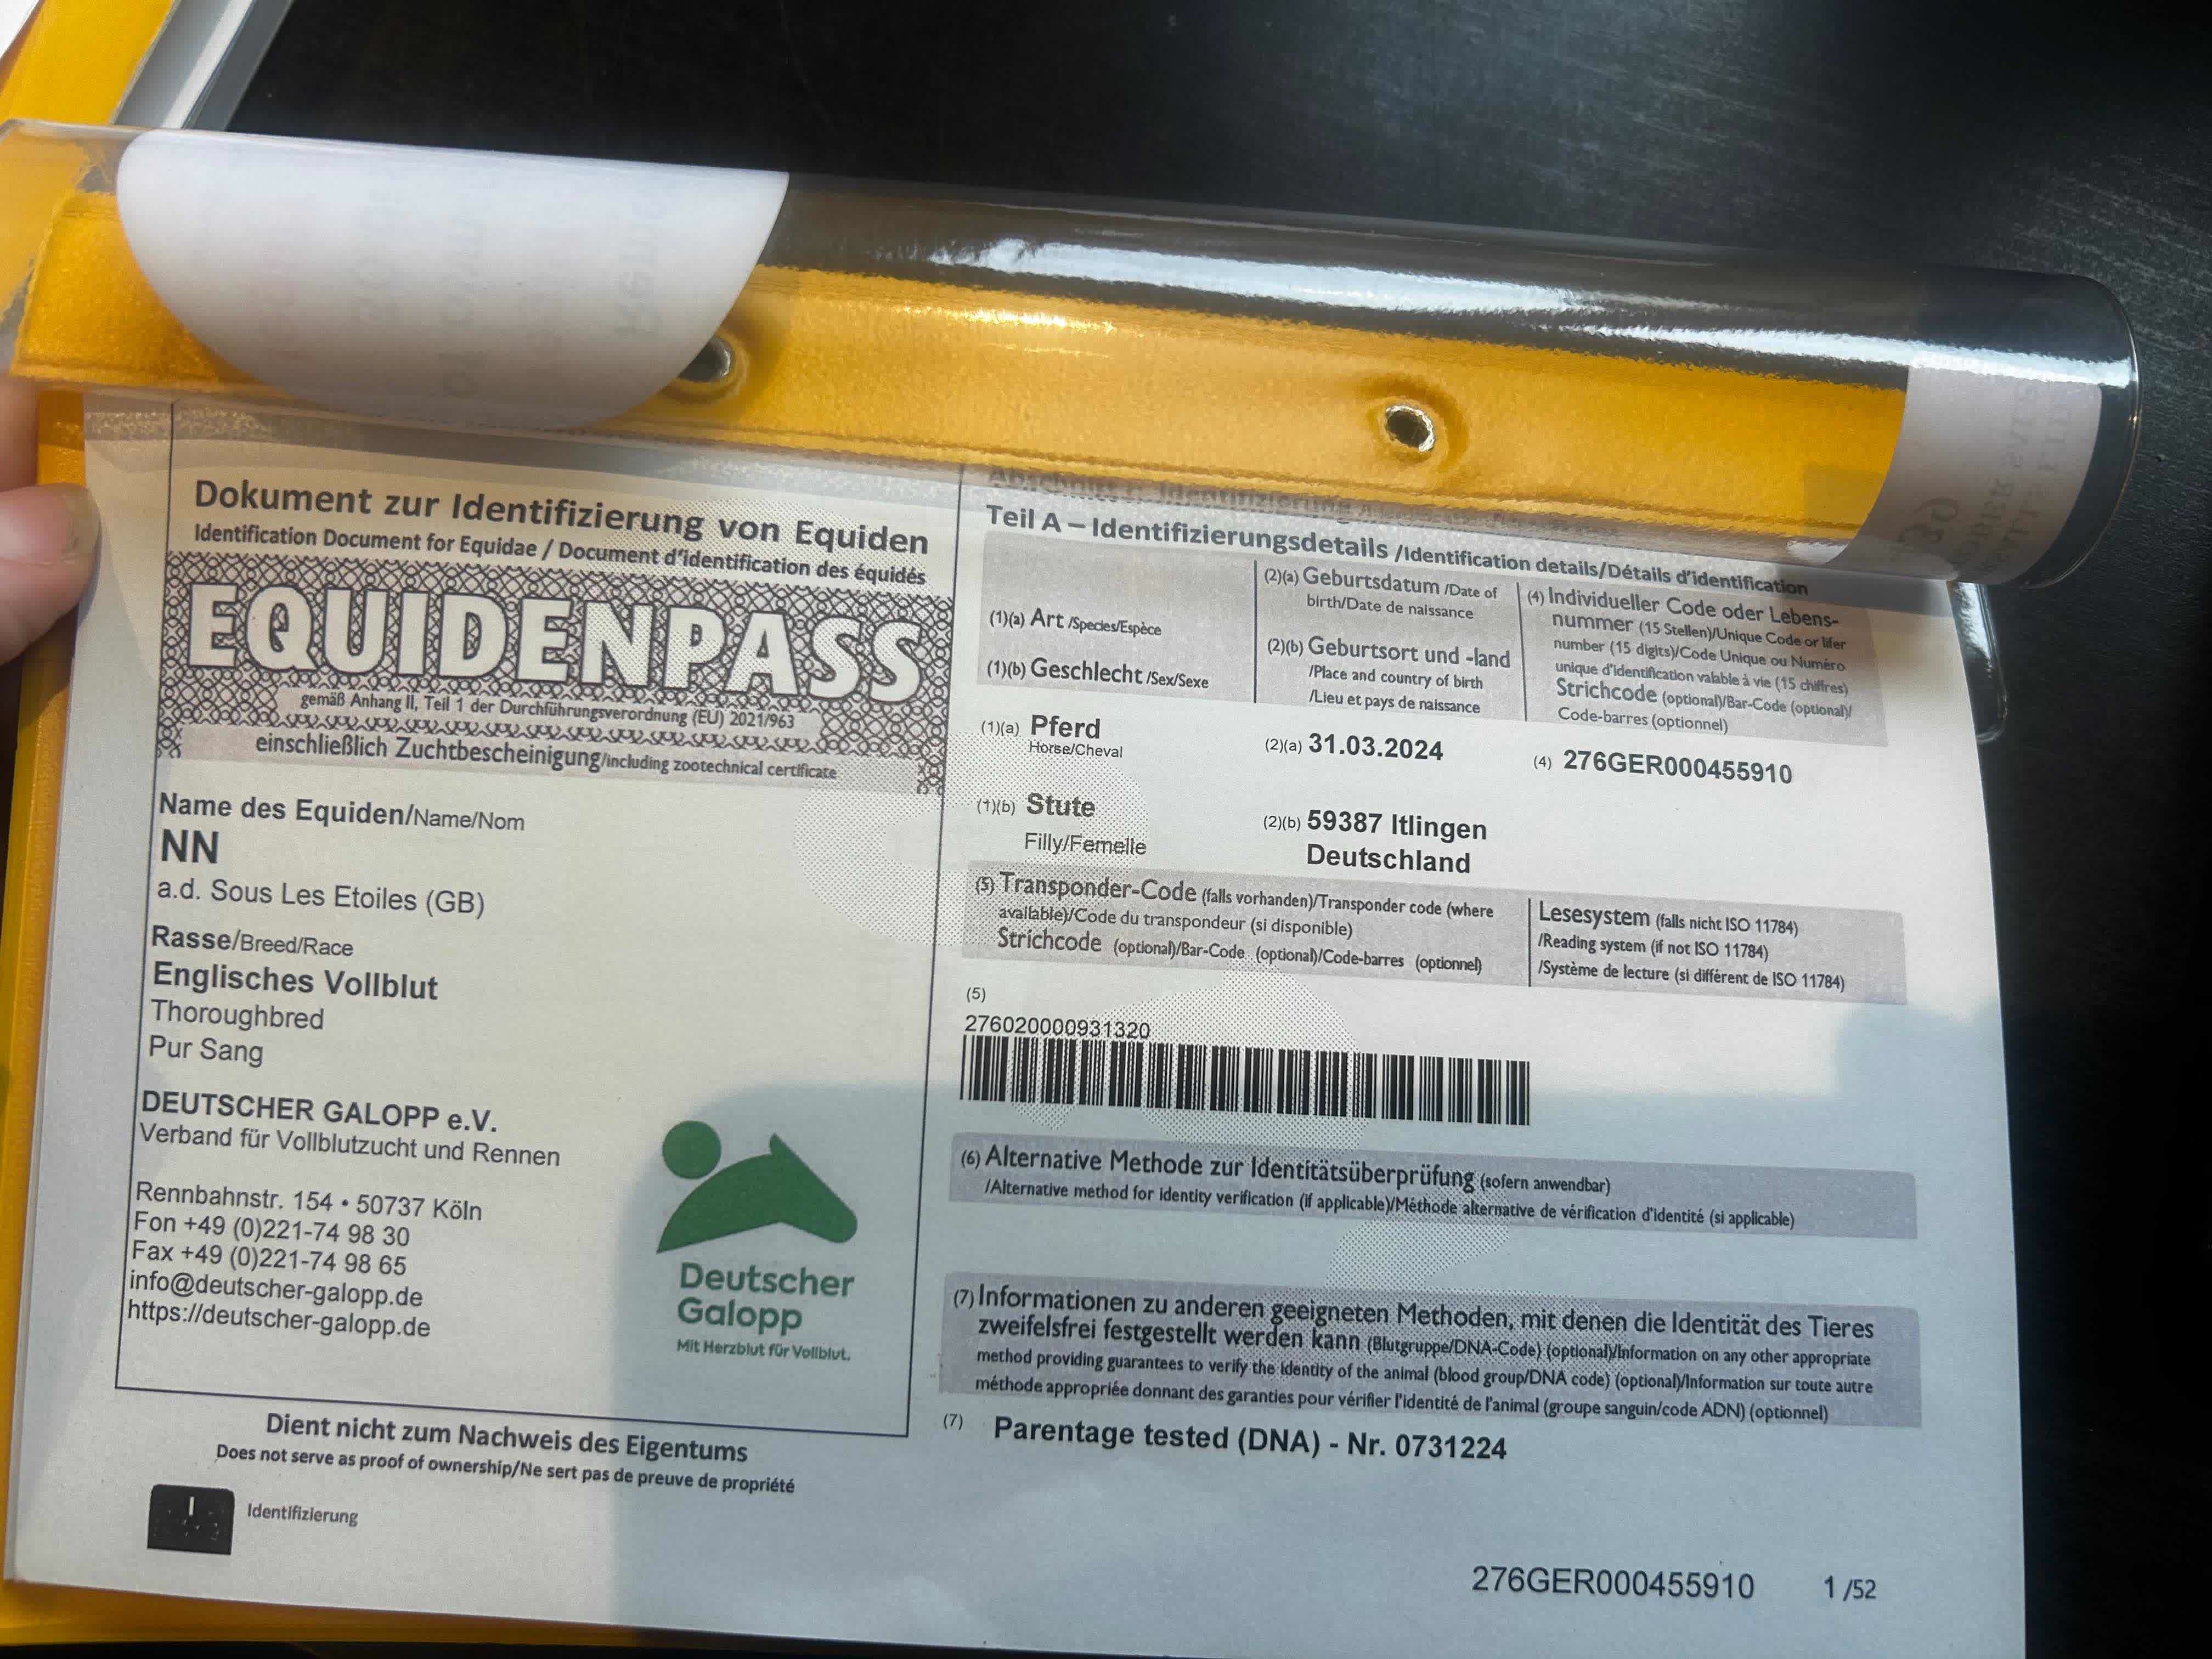 Dokument zur Identifizierung von Equiden
Identification Document for Equidae / Document d'identification des équidés
EQUIDENPASS
gemäß Anhang II, Teil 1 der Durchführungsverordnung (EU) 2021/963
einschließlich Zuchtbescheinigung/including zootechnical certificate
Name des Equiden/Name/Nom
NN
a.d. Sous Les Etoiles (GB)
Rasse/Breed/Race
Englisches Vollblut
Thoroughbred
Pur Sang
DEUTSCHER GALOPP e.V.
Verband für Vollblutzucht und Rennen
Rennbahnstr. 154 • 50737 Köln
Fon +49 (0)221-74 98 30
Fax +49 (0)221-74 98 65
info@deutscher-galopp.de
https://deutscher-galopp.de
Deutscher
Galopp
Mit Herzblut für Vollblut.
Dient nicht zum Nachweis des Eigentums
Does not serve as proof of ownership/Ne sert pas de preuve de propriété
I
Identifizierung
Teil A – Identifizierungsdetails /Identification details/Détails d'identification
(1)(a) Art /Species/Espèce
(1)(b) Geschlecht /Sex/Sexe
(2)(a) Geburtsdatum /Date of
birth/Date de naissance
(2)(b) Geburtsort und -land
/Place and country of birth
/Lieu et pays de naissance
(4) Individueller Code oder Lebens-
nummer (15 Stellen)/Unique Code or lifer
number (15 digits)/Code Unique ou Numéro
unique d'identification valable à vie (15 chiffres)
Strichcode (optional)/Bar-Code (optional)/
Code-barres (optionnel)
(1)(a) Pferd
Horse/Cheval
(2)(a) 31.03.2024
(4) 276GER000455910
(1)(b) Stute
Filly/Femelle
(2)(b) 59387 Itlingen
Deutschland
(5) Transponder-Code (falls vorhanden)/Transponder code (where
available)/Code du transpondeur (si disponible)
Strichcode (optional)/Bar-Code (optional)/Code-barres (optionnel)
Lesesystem (falls nicht ISO 11784)
/Reading system (if not ISO 11784)
/Système de lecture (si différent de ISO 11784)
(5)
276020000931320
(6) Alternative Methode zur Identitätsüberprüfung (sofern anwendbar)
/Alternative method for identity verification (if applicable)/Méthode alternative de vérification d'identité (si applicable)
(7) Informationen zu anderen geeigneten Methoden, mit denen die Identität des Tieres
zweifelsfrei festgestellt werden kann (Blutgruppe/DNA-Code) (optional)/Information on any other appropriate
method providing guarantees to verify the identity of the animal (blood group/DNA code) (optional)/Information sur toute autre
méthode appropriée donnant des garanties pour vérifier l'identité de l'animal (groupe sanguin/code ADN) (optionnel)
(7) Parentage tested (DNA) - Nr. 0731224
276GER000455910 1 /52